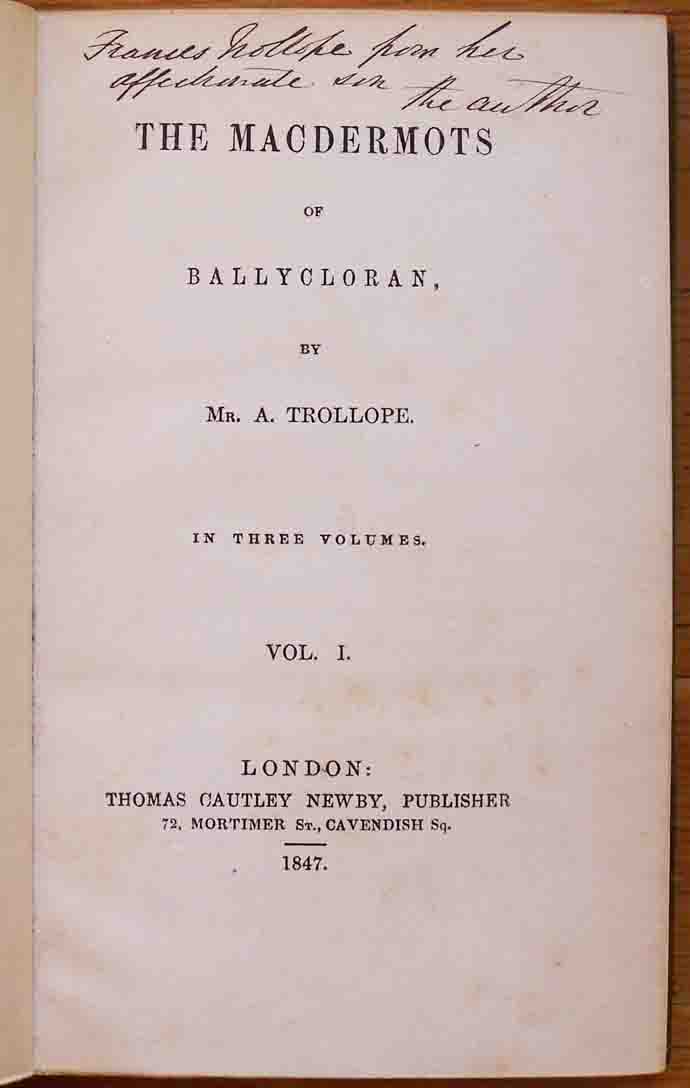 Frances Trollope from her
affectionate son the author
THE MACDERMOTS
OF
BALLYCLORAN,
BY
MR. A. TROLLOPE.
IN THREE VOLUMES.
VOL. I.
LONDON:
THOMAS CAUTLEY NEWBY, PUBLISHER
72, MORTIMER ST., CAVENDISH Sq.
1847.